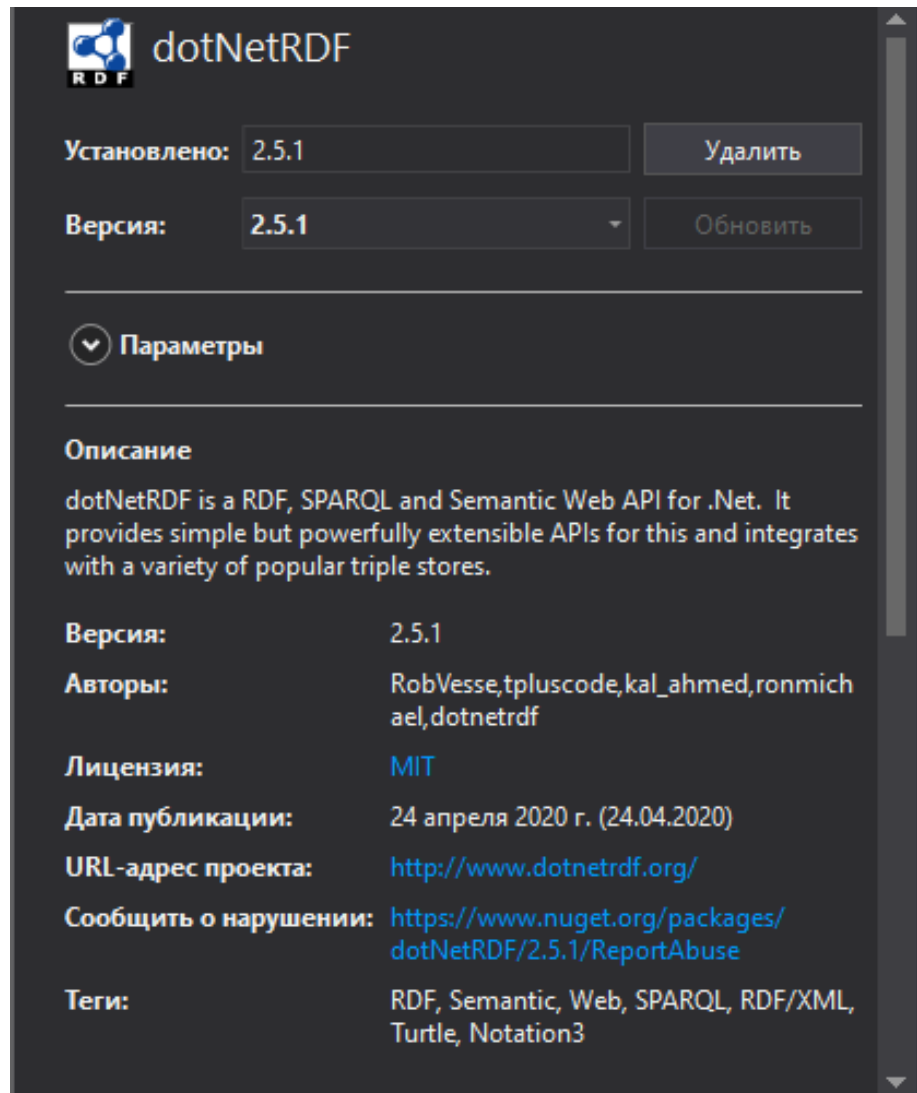 RDF
dotNetRDF
Установлено: 2.5.1 Удалить
Версия: 2.5.1 Обновить
Параметры
Описание
dotNetRDF is a RDF, SPARQL and Semantic Web API for .Net. It
provides simple but powerfully extensible APIs for this and integrates
with a variety of popular triple stores.
Версия: 2.5.1
Авторы: RobVesse,tpluscode,kal_ahmed,ronmich
ael,dotnetrdf
Лицензия: MIT
Дата публикации: 24 апреля 2020 г. (24.04.2020)
URL-адрес проекта: http://www.dotnetrdf.org/
Сообщить о нарушении: https://www.nuget.org/packages/
dotNetRDF/2.5.1/ReportAbuse
Теги: RDF, Semantic, Web, SPARQL, RDF/XML,
Turtle, Notation3